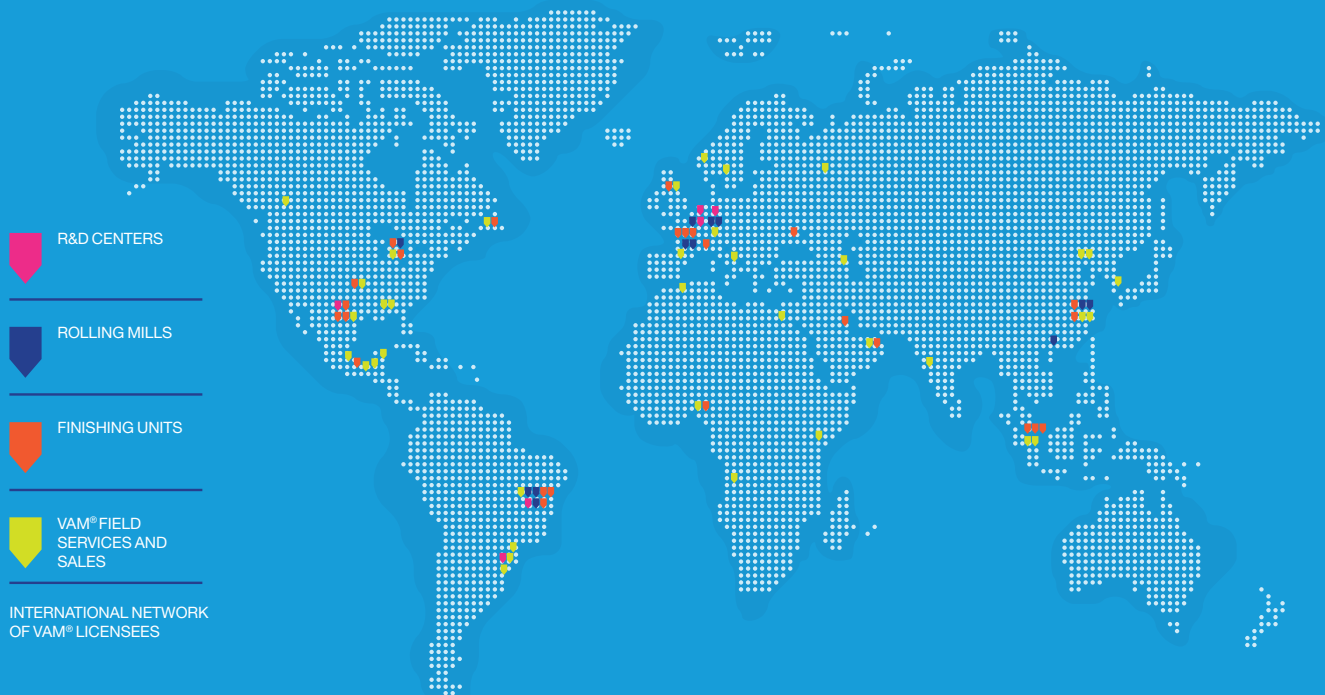 R&D CENTERS
ROLLING MILLS
FINISHING UNITS
VAM® FIELD
SERVICES AND
SALES
INTERNATIONAL NETWORK
OF VAM® LICENSEES